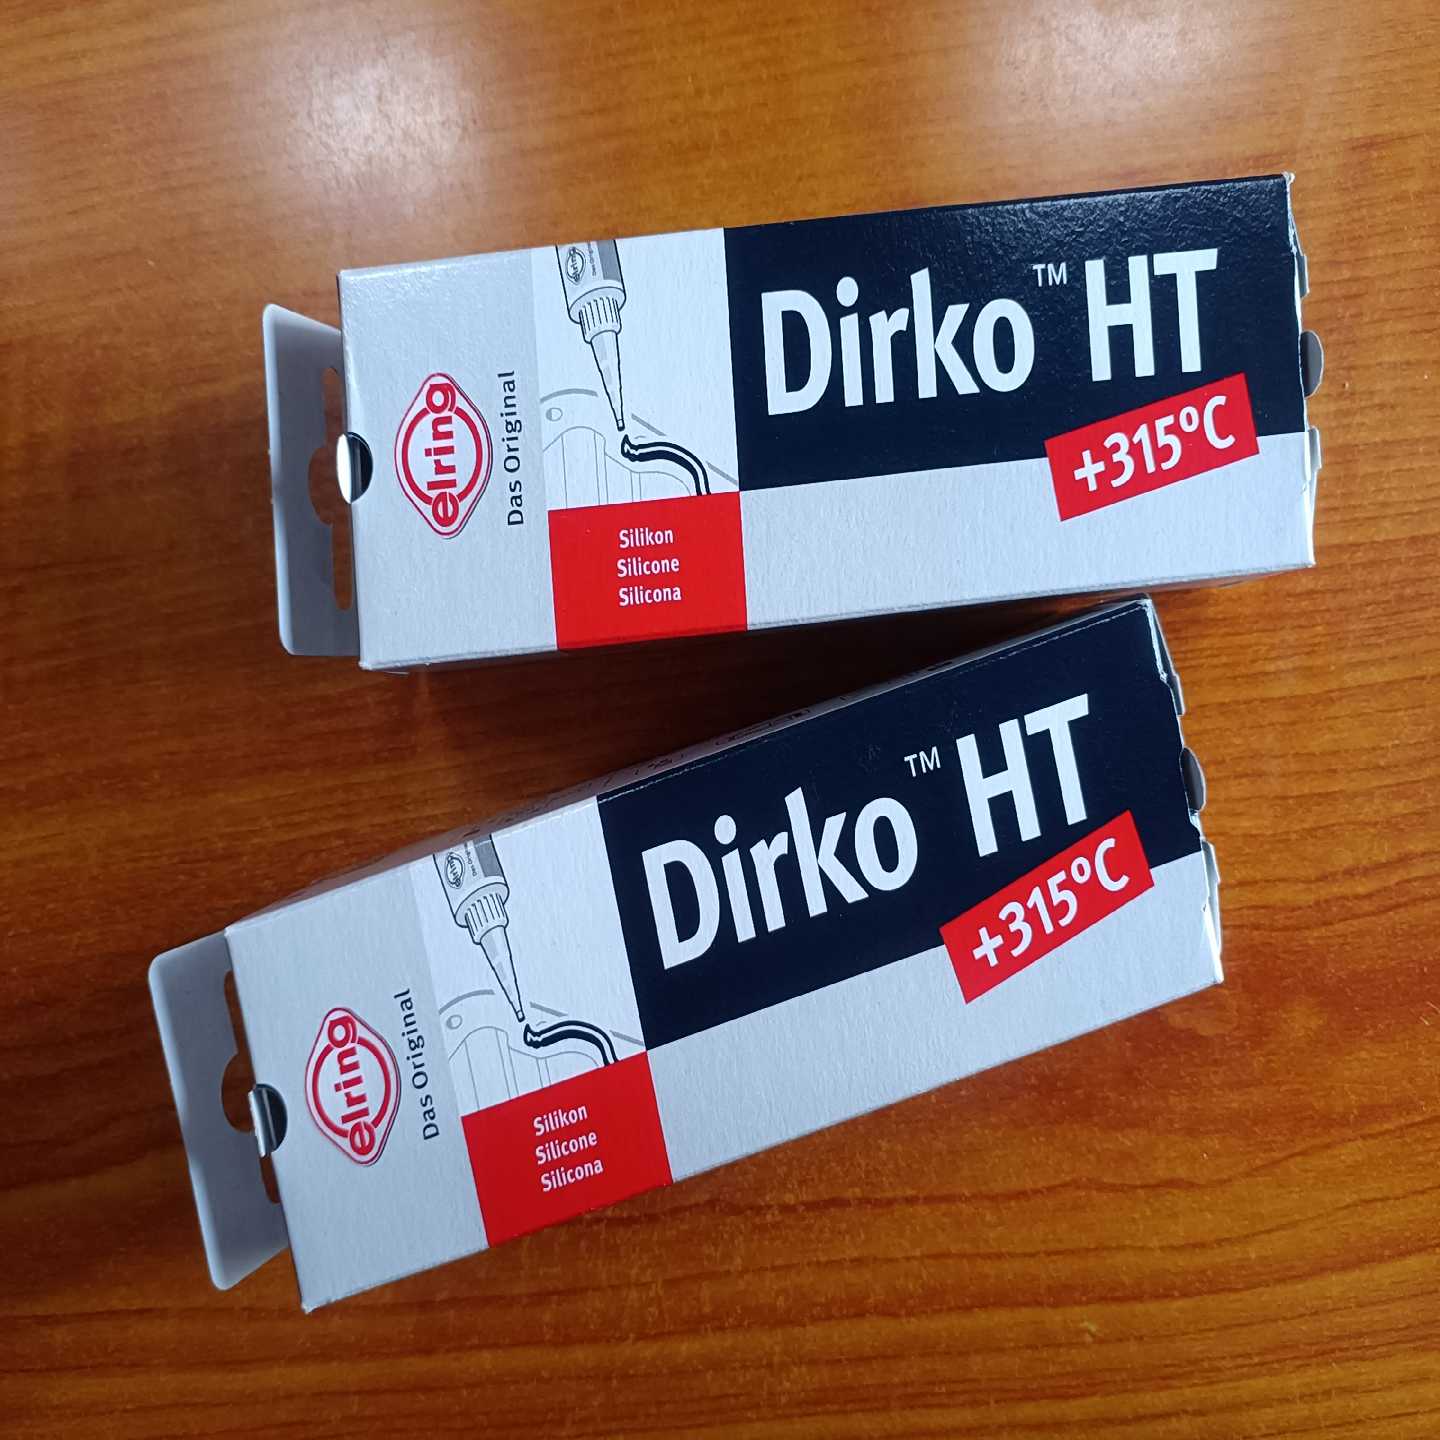 elring
Das Original
Dirko™ HT
+315°C
Silikon
Silicone
Silicona
elring
Das Original
Dirko™ HT
+315°C
Silikon
Silicone
Silicona